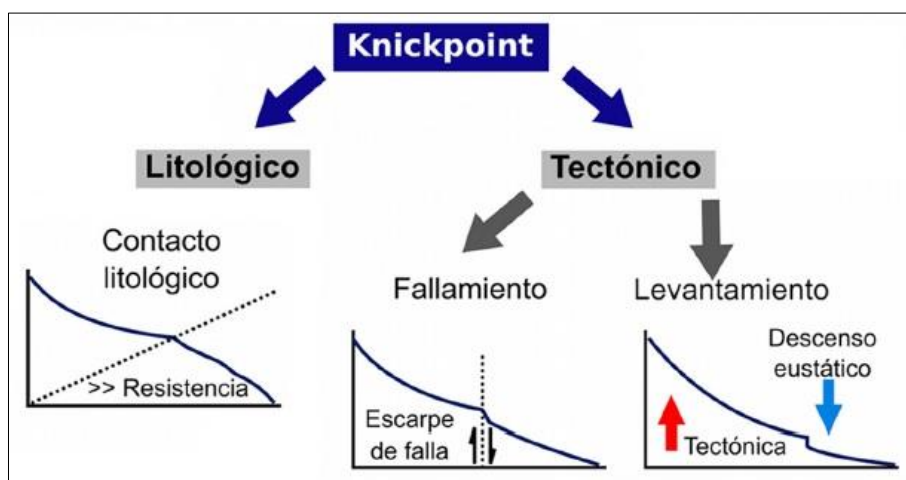 Knickpoint
Litológico
Tectónico
Contacto
litológico
>> Resistencia
Fallamiento
Escarpe
de falla
Levantamiento
Descenso
eustático
Tectónica